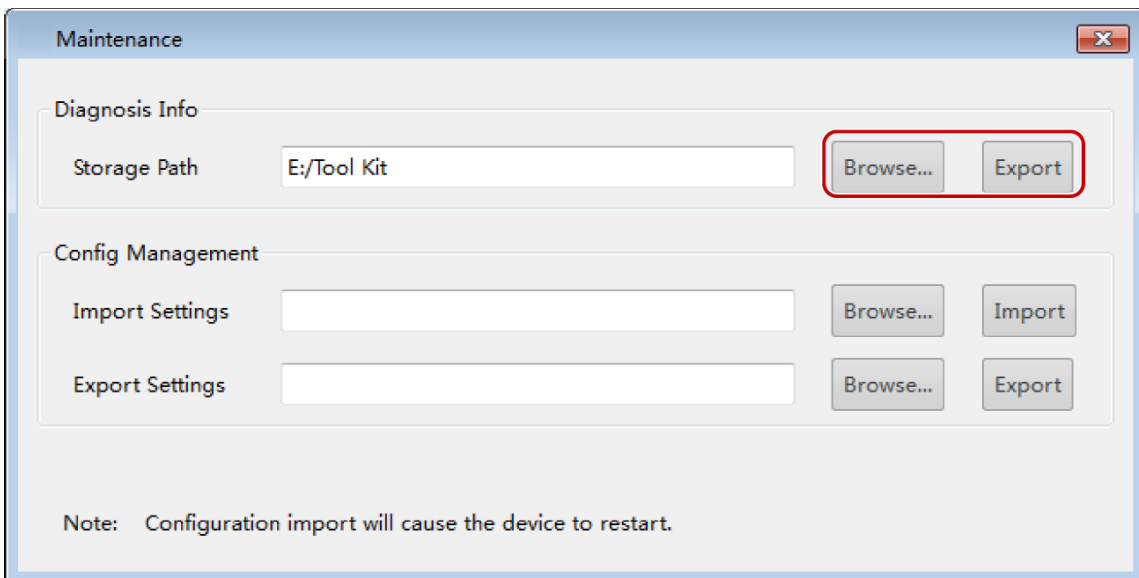 Maintenance
Diagnosis Info
Storage Path E:/Tool Kit Browse... Export
Config Management
Import Settings Browse... Import
Export Settings Browse... Export
Note: Configuration import will cause the device to restart.